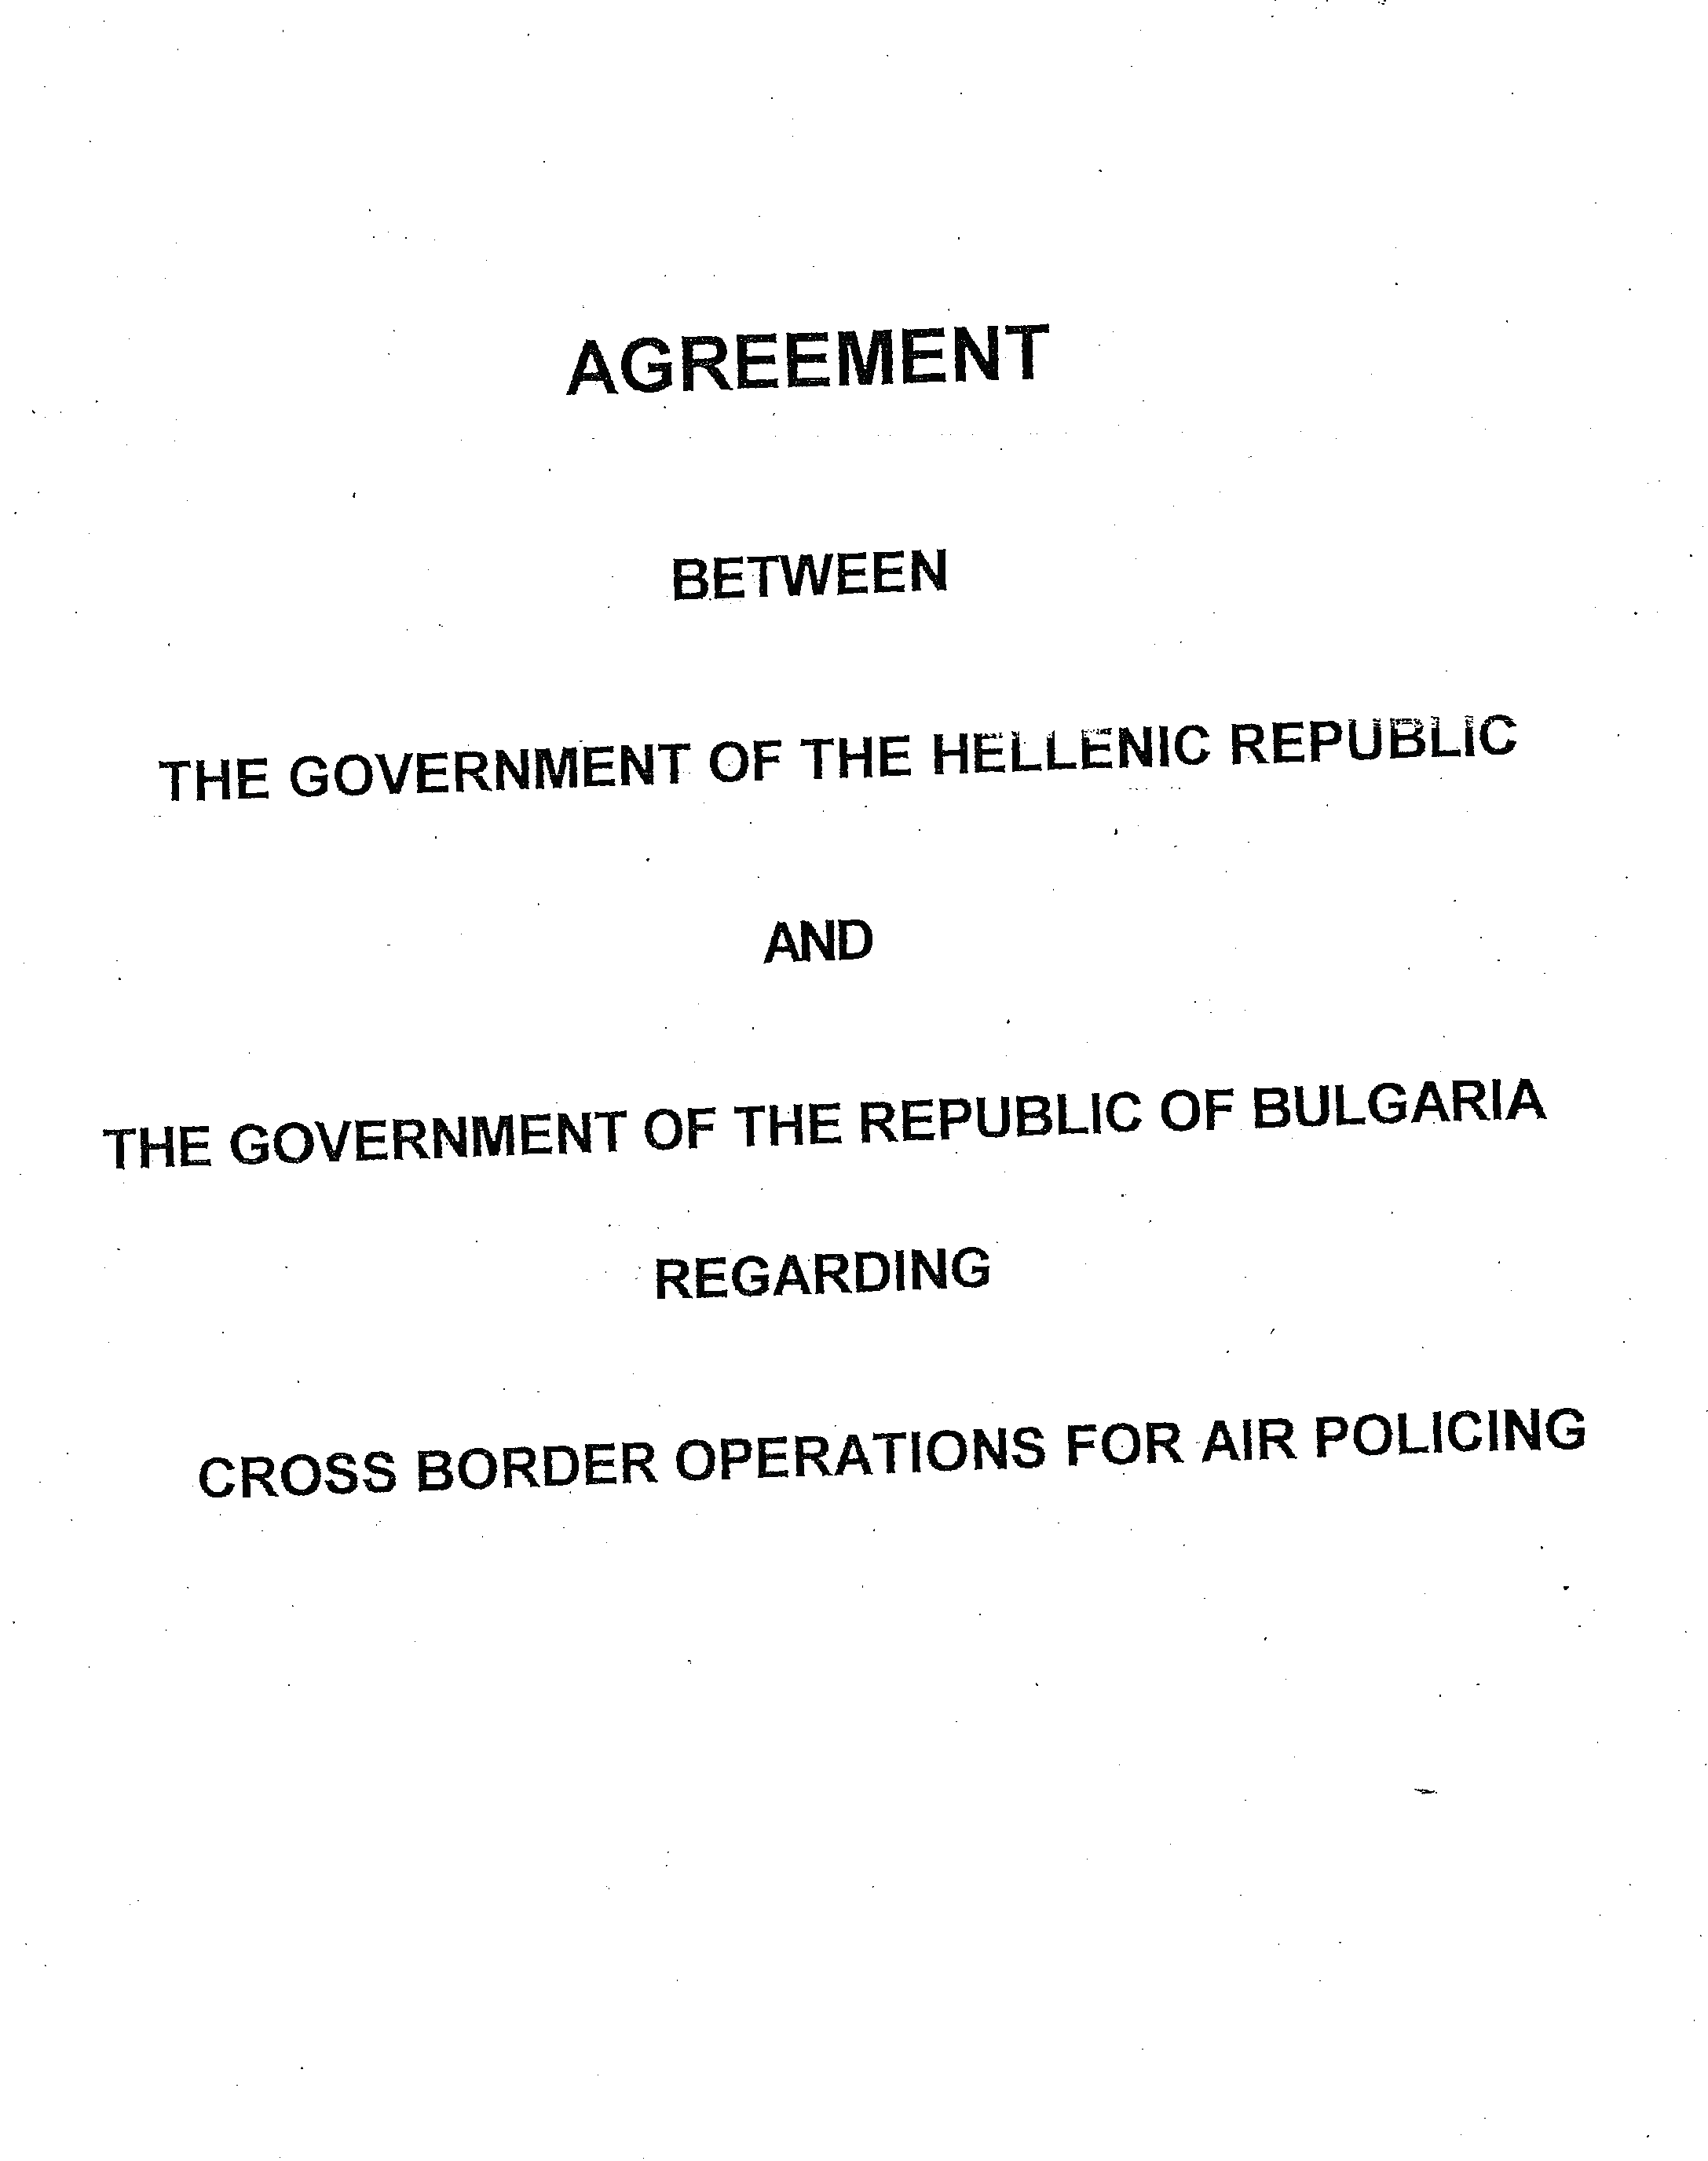 AGREEMENT
BETWEEN
THE GOVERNMENT OF THE HELLENIC REPUBLIC
AND
THE GOVERNMENT OF THE REPUBLIC OF BULGARIA
REGARDING
CROSS BORDER OPERATIONS FOR AIR POLICING